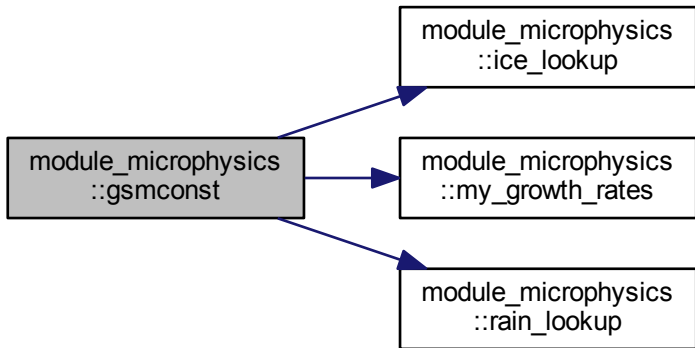 module_microphysics
::gsmconst
module_microphysics
::ice_lookup
module_microphysics
::my_growth_rates
module_microphysics
::rain_lookup